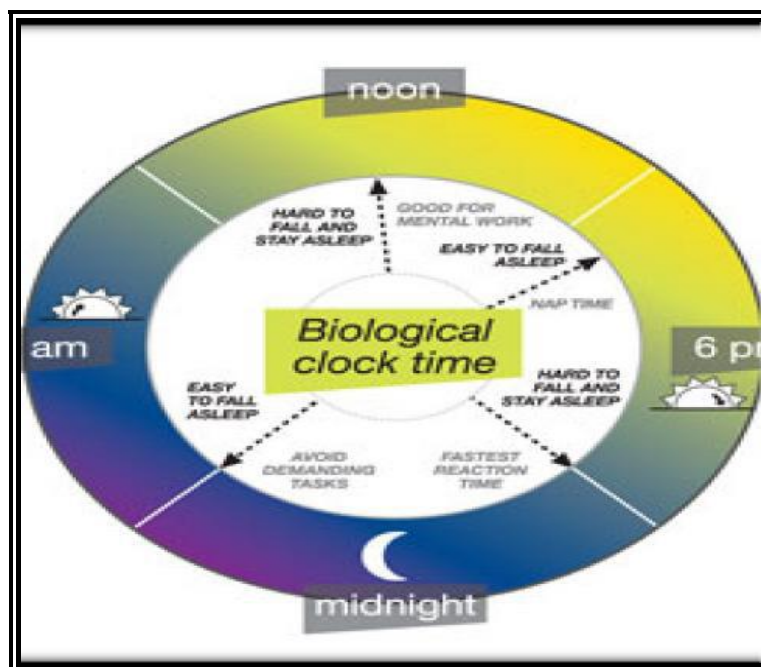 noon
HARD TO
FALL AND
STAY ASLEEP
GOOD FOR
MENTAL WORK
EASY TO FALL
ASLEEP
NAP TIME
Biological
clock time
am
6 pr
EASY
TO FALL
ASLEEP
HARD TO
FALL AND
STAY ASLEEP
AVOID
DEMANDING
TASKS
FASTEST
REACTION
TIME
midnight